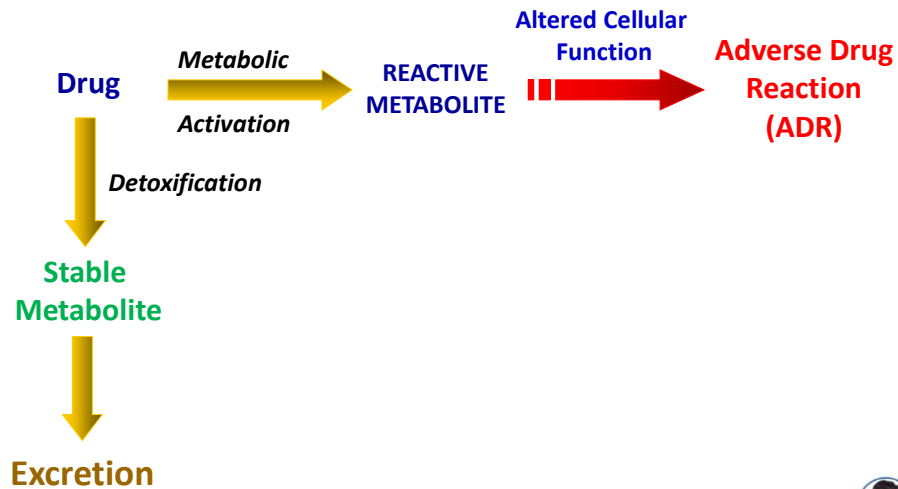 Drug
Metabolic
Activation
REACTIVE
METABOLITE
Altered Cellular
Function
Adverse Drug
Reaction
(ADR)
Detoxification
Stable
Metabolite
Excretion